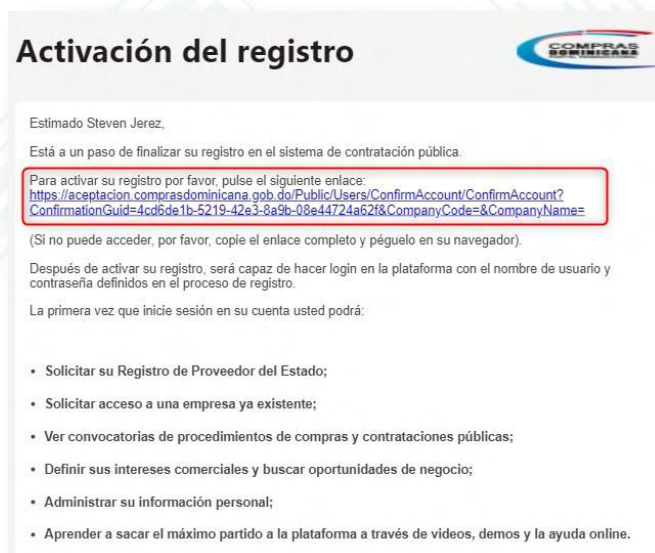 Activación del registro
COMPRAS
DOMINICANA
Estimado Steven Jerez,
Está a un paso de finalizar su registro en el sistema de contratación pública.
Para activar su registro por favor, pulse el siguiente enlace:
https://aceptacion.comprasdominicana.gob.do/Public/Users/ConfirmAccount/ConfirmAccount?
ConfirmationGuid=4cd6de1b-5219-42e3-8a9b-08e44724a62f&CompanyCode=&CompanyName=
(Si no puede acceder, por favor, copie el enlace completo y péguelo en su navegador).
Después de activar su registro, será capaz de hacer login en la plataforma con el nombre de usuario y
contraseña definidos en el proceso de registro.
La primera vez que inicie sesión en su cuenta usted podrá:
• Solicitar su Registro de Proveedor del Estado;
• Solicitar acceso a una empresa ya existente;
• Ver convocatorias de procedimientos de compras y contrataciones públicas;
• Definir sus intereses comerciales y buscar oportunidades de negocio;
• Administrar su información personal;
• Aprender a sacar el máximo partido a la plataforma a través de videos, demos y la ayuda online.